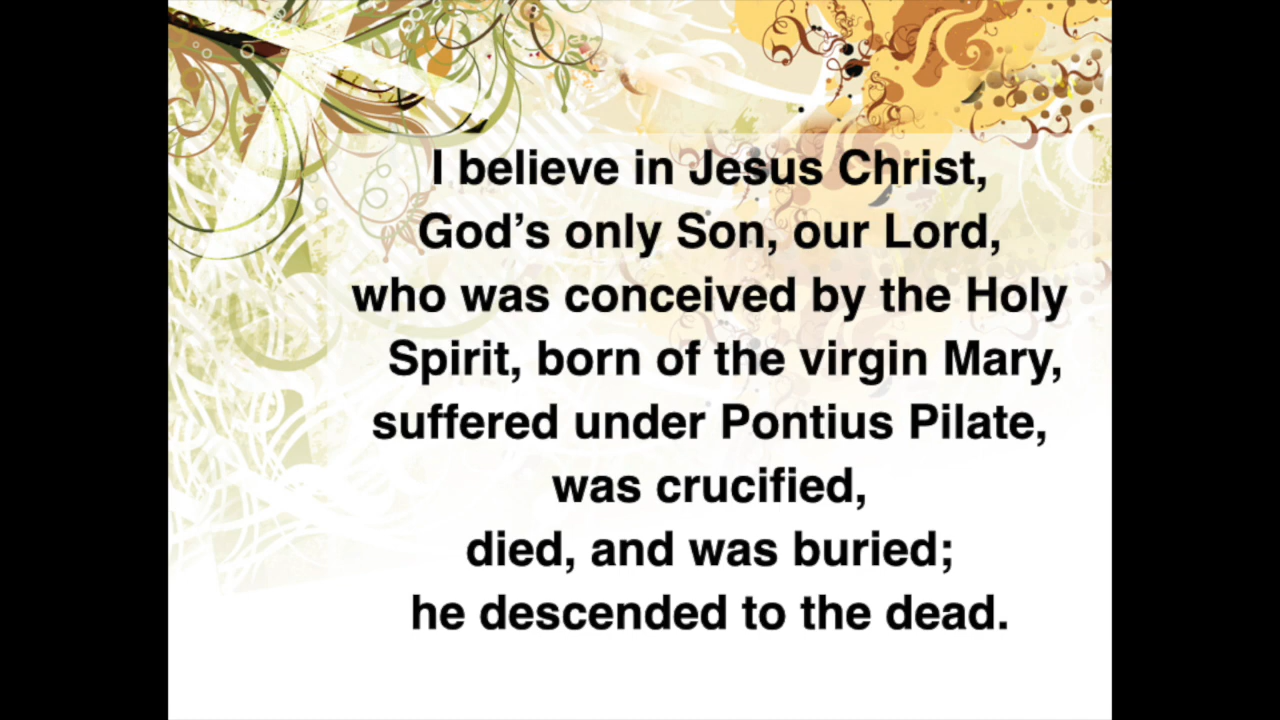 I believe in Jesus Christ,
God’s only Son, our Lord,
who was conceived by the Holy
Spirit, born of the virgin Mary,
suffered under Pontius Pilate,
was crucified,
died, and was buried;
he descended to the dead.